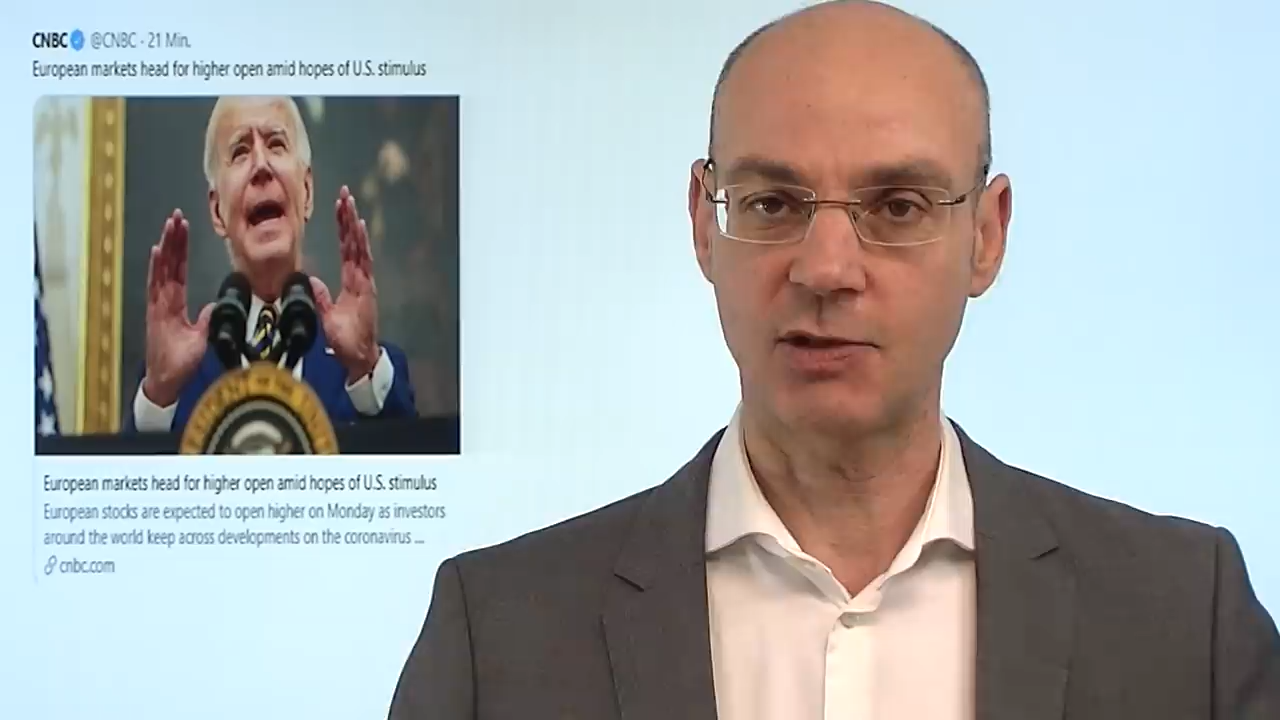 CNBC @CNBC · 21 Min.
European markets head for higher open amid hopes of U.S. stimulus
European markets head for higher open amid hopes of U.S. stimulus
European stocks are expected to open higher on Monday as investors
around the world keep across developments on the coronavirus ...
cnbc.com